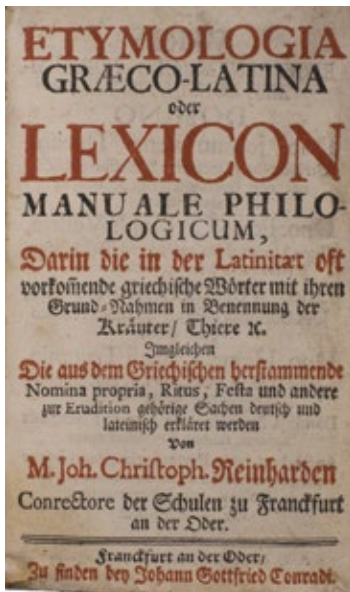 ETYMOLOGIA
GRÆCO-LATINA
oder
LEXICON
MANUALE PHILO-
LOGICUM,
Darin die in der Latinitæt oft
vorkom̃ende griechische Wörter mit ihren
Grund-Nahmen in Benennung der
Kräuter/ Thiere ꝛc.
Imgleichen
Die aus dem Griechischen herstammende
Nomina propria, Ritus, Festa und andere
zur Erudition gehörige Sachen deutsch und
lateinisch erkläret werden
Von
M. Joh. Christoph. Reinharden
Conrectore der Schulen zu Franckfurt
an der Oder.
Franckfurt an der Oder/
Zu finden bey Johann Gottfried Conradi.